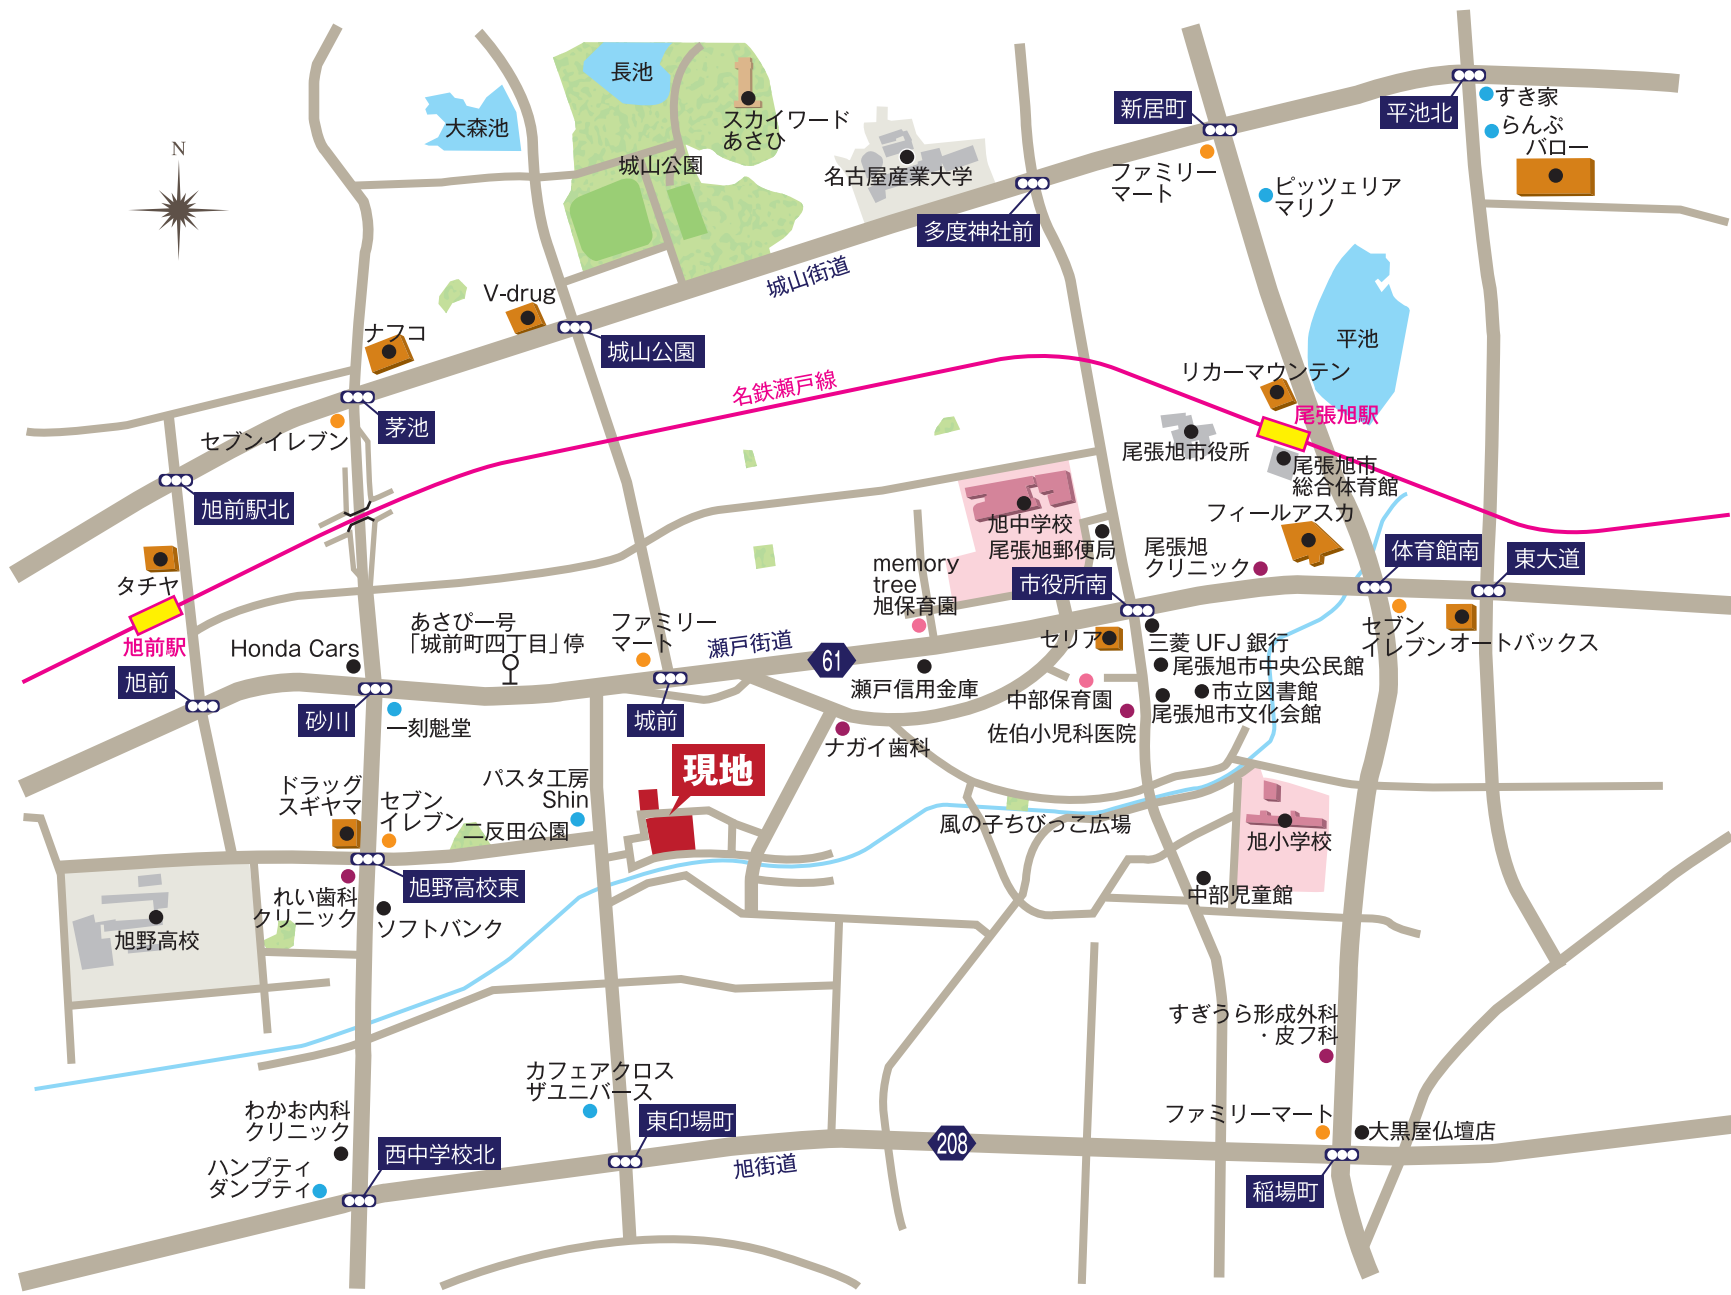 長池
大森池
スカイワード
あさひ
城山公園
N
名古屋産業大学
新居町
平池北
すき家
らんぷ
バロー
ファミリー
マート
ピッツェリア
マリノ
多度神社前
城山街道
V-drug
ナフコ
城山公園
平池
リカーマウンテン
名鉄瀬戸線
尾張旭駅
茅池
セブンイレブン
尾張旭市役所
尾張旭市
総合体育館
旭前駅北
フィールアスカ
旭中学校
尾張旭郵便局
尾張旭
クリニック
体育館南
東大道
memory
tree
旭保育園
市役所南
タチヤ
旭前駅
あさぴー号
「城前町四丁目」停
ファミリー
マート
瀬戸街道
61
セリア
三菱UFJ銀行
セブン
イレブン
オートバックス
Honda Cars
旭前
尾張旭市中央公民館
瀬戸信用金庫
中部保育園
市立図書館
尾張旭市文化会館
砂川
一刻魁堂
城前
ナガイ歯科
佐伯小児科医院
現地
ドラッグ
スギヤマ
セブン
イレブン
パスタ工房
Shin
二反田公園
風の子ちびっこ広場
旭小学校
旭野高校東
れい歯科
クリニック
ソフトバンク
中部児童館
旭野高校
すぎうら形成外科
・皮フ科
カフェアクロス
ザユニバース
わかお内科
クリニック
東印場町
ファミリーマート
大黒屋仏壇店
208
西中学校北
旭街道
ハンプティ
ダンプティ
稲場町